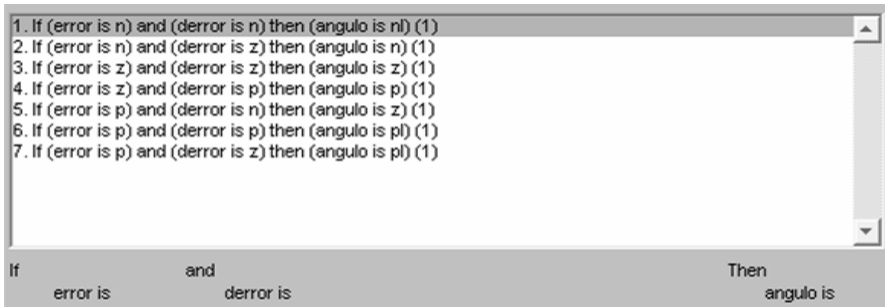 1. If (error is n) and (derror is n) then (angulo is nl) (1)
2. If (error is n) and (derror is z) then (angulo is n) (1)
3. If (error is z) and (derror is z) then (angulo is z) (1)
4. If (error is z) and (derror is p) then (angulo is p) (1)
5. If (error is p) and (derror is n) then (angulo is z) (1)
6. If (error is p) and (derror is p) then (angulo is pl) (1)
7. If (error is p) and (derror is z) then (angulo is pl) (1)
If and Then
error is derror is angulo is